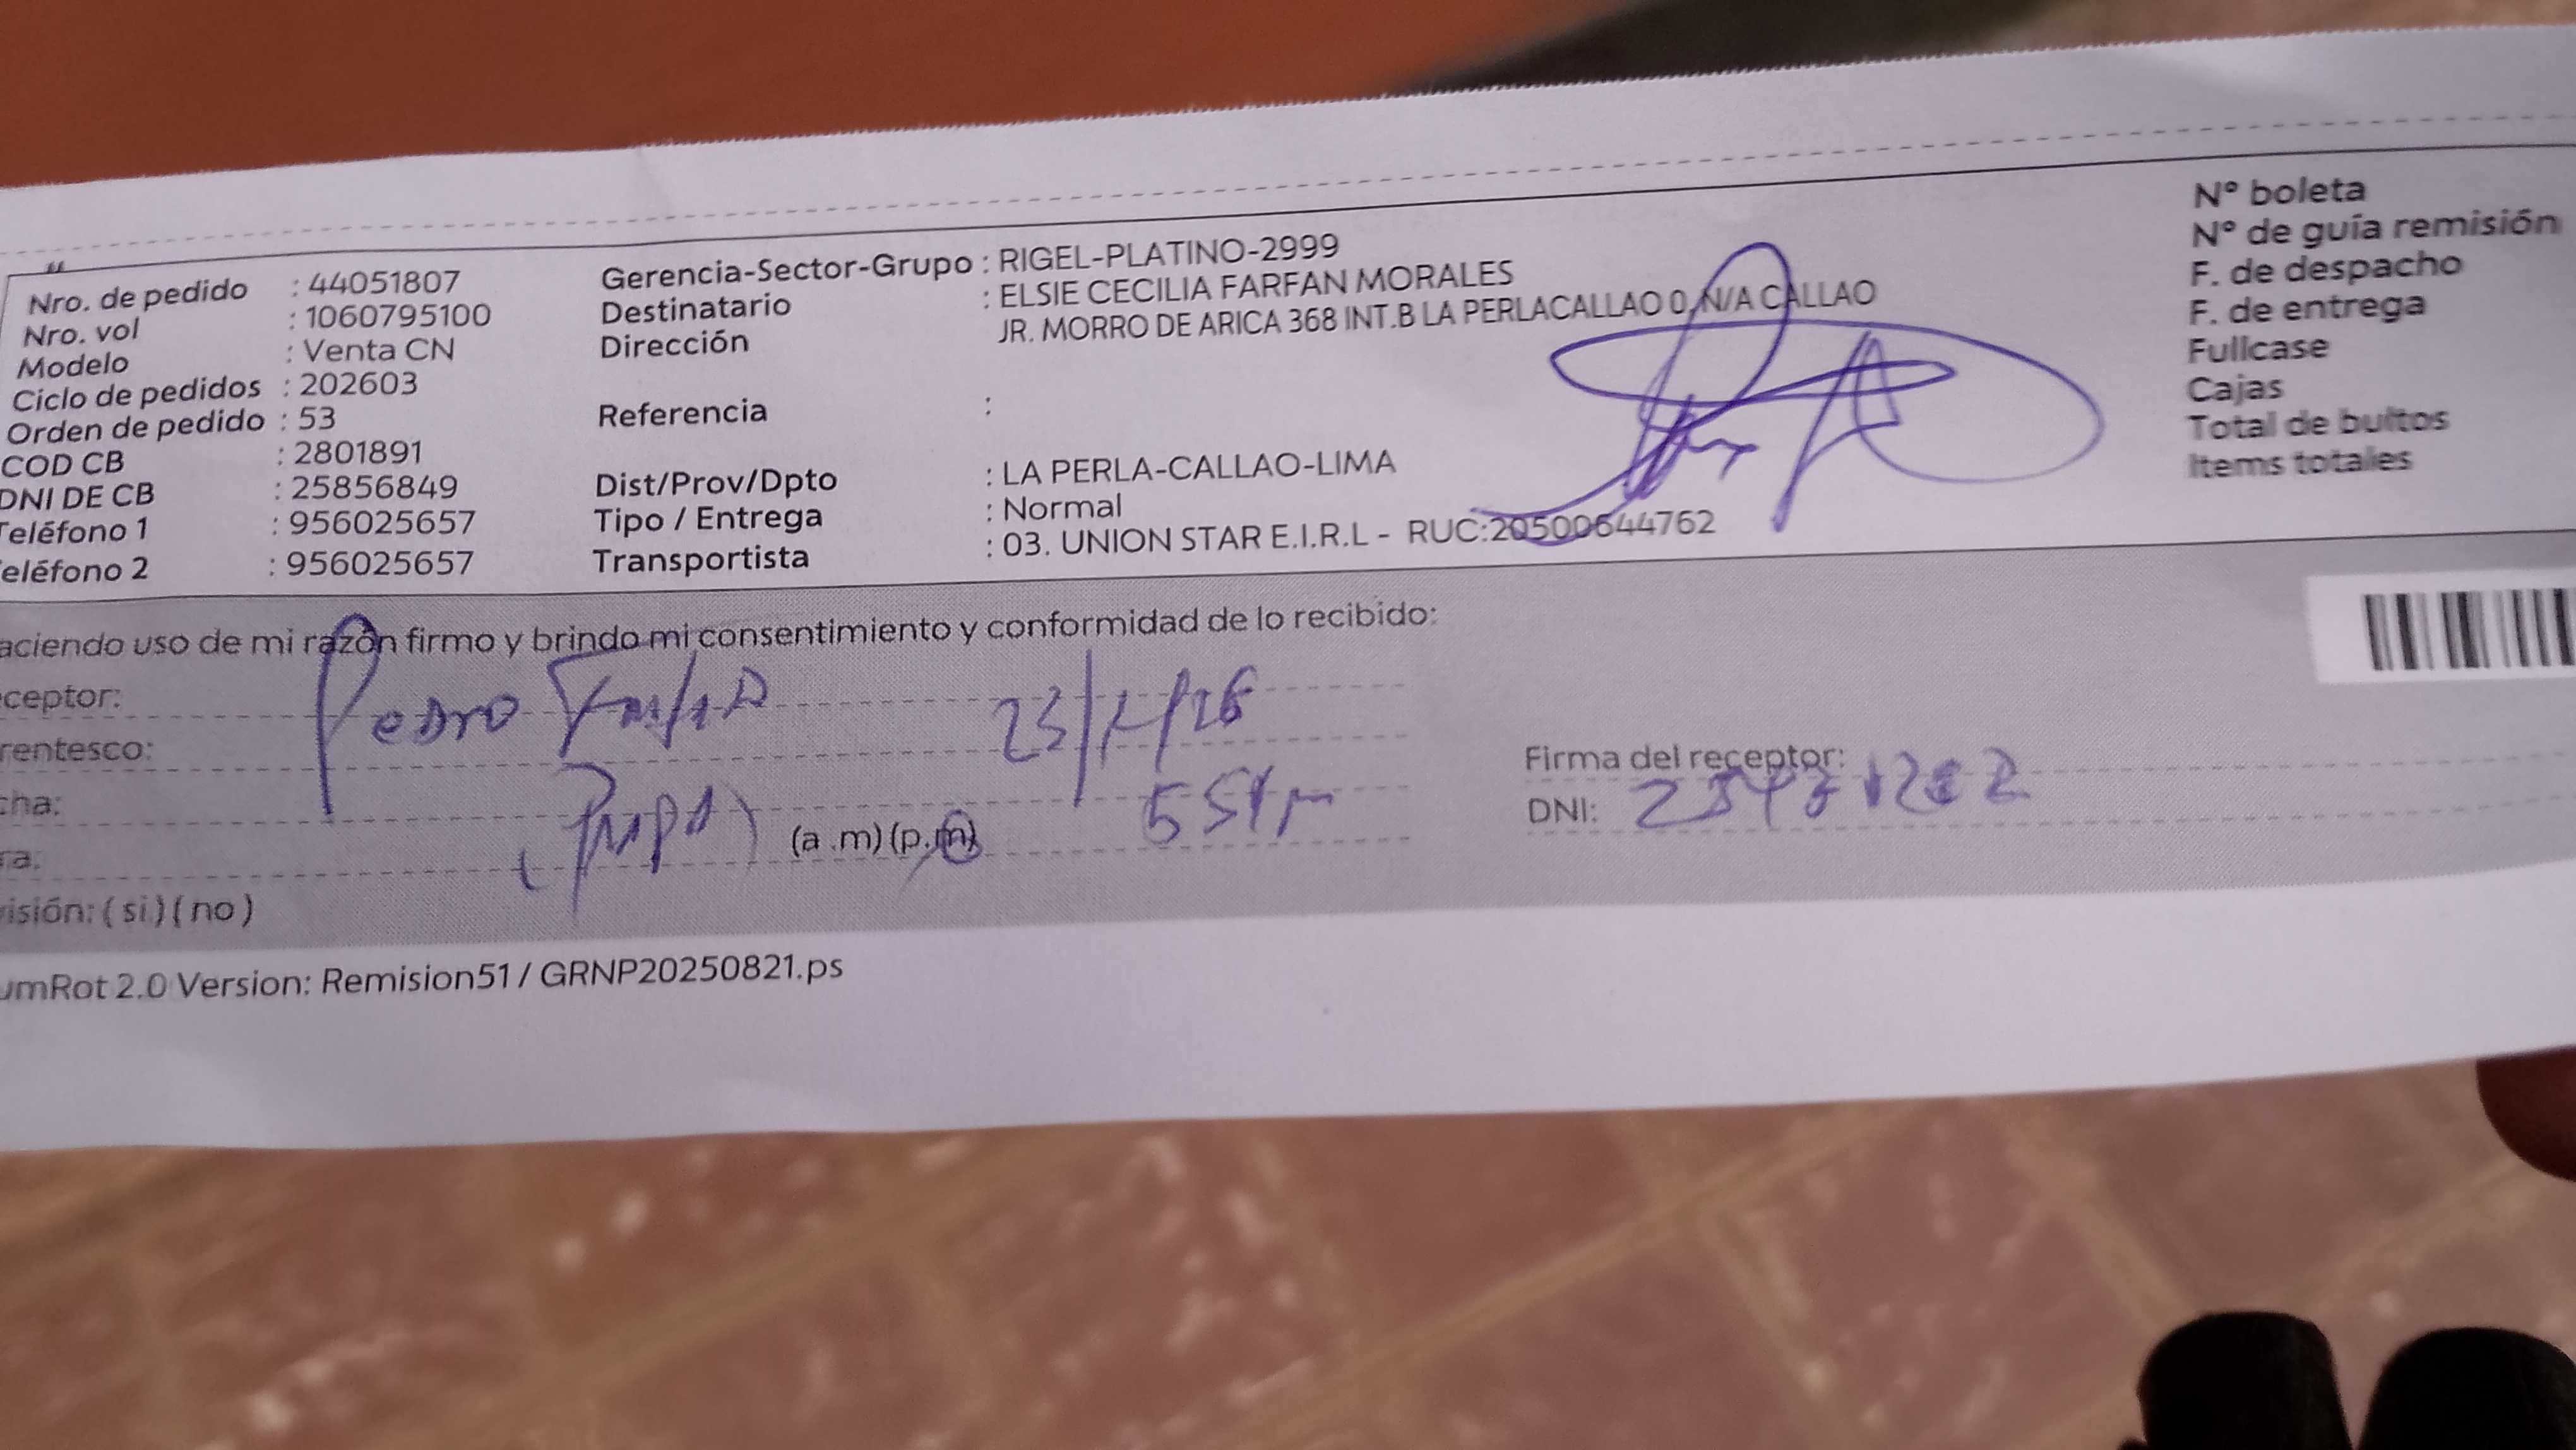 Nro. de pedido : 44051807
Nro. vol : 1060795100
Modelo : Venta CN
Ciclo de pedidos : 202603
Orden de pedido : 53
COD CB : 2801891
DNI DE CB : 25856849
Teléfono 1 : 956025657
eléfono 2 : 956025657
Gerencia-Sector-Grupo : RIGEL-PLATINO-2999
Destinatario : ELSIE CECILIA FARFAN MORALES
Dirección JR. MORRO DE ARICA 368 INT.B LA PERLACALLAO 0, N/A CALLAO
Referencia :
Dist/Prov/Dpto : LA PERLA-CALLAO-LIMA
Tipo / Entrega : Normal
Transportista : 03. UNION STAR E.I.R.L - RUC:20500644762
Nº boleta
Nº de guía remisión
F. de despacho
F. de entrega
Fullcase
Cajas
Total de bultos
Items totales
aciendo uso de mi razón firmo y brindo mi consentimiento y conformidad de lo recibido:
ceptor: Pedro
rentesco:
cha:
(PAPA) (a .m) (p.m)
ra:
isión: ( si ) ( no )
Firma del receptor:
DNI:
umRot 2.0 Version: Remision51 / GRNP20250821.ps